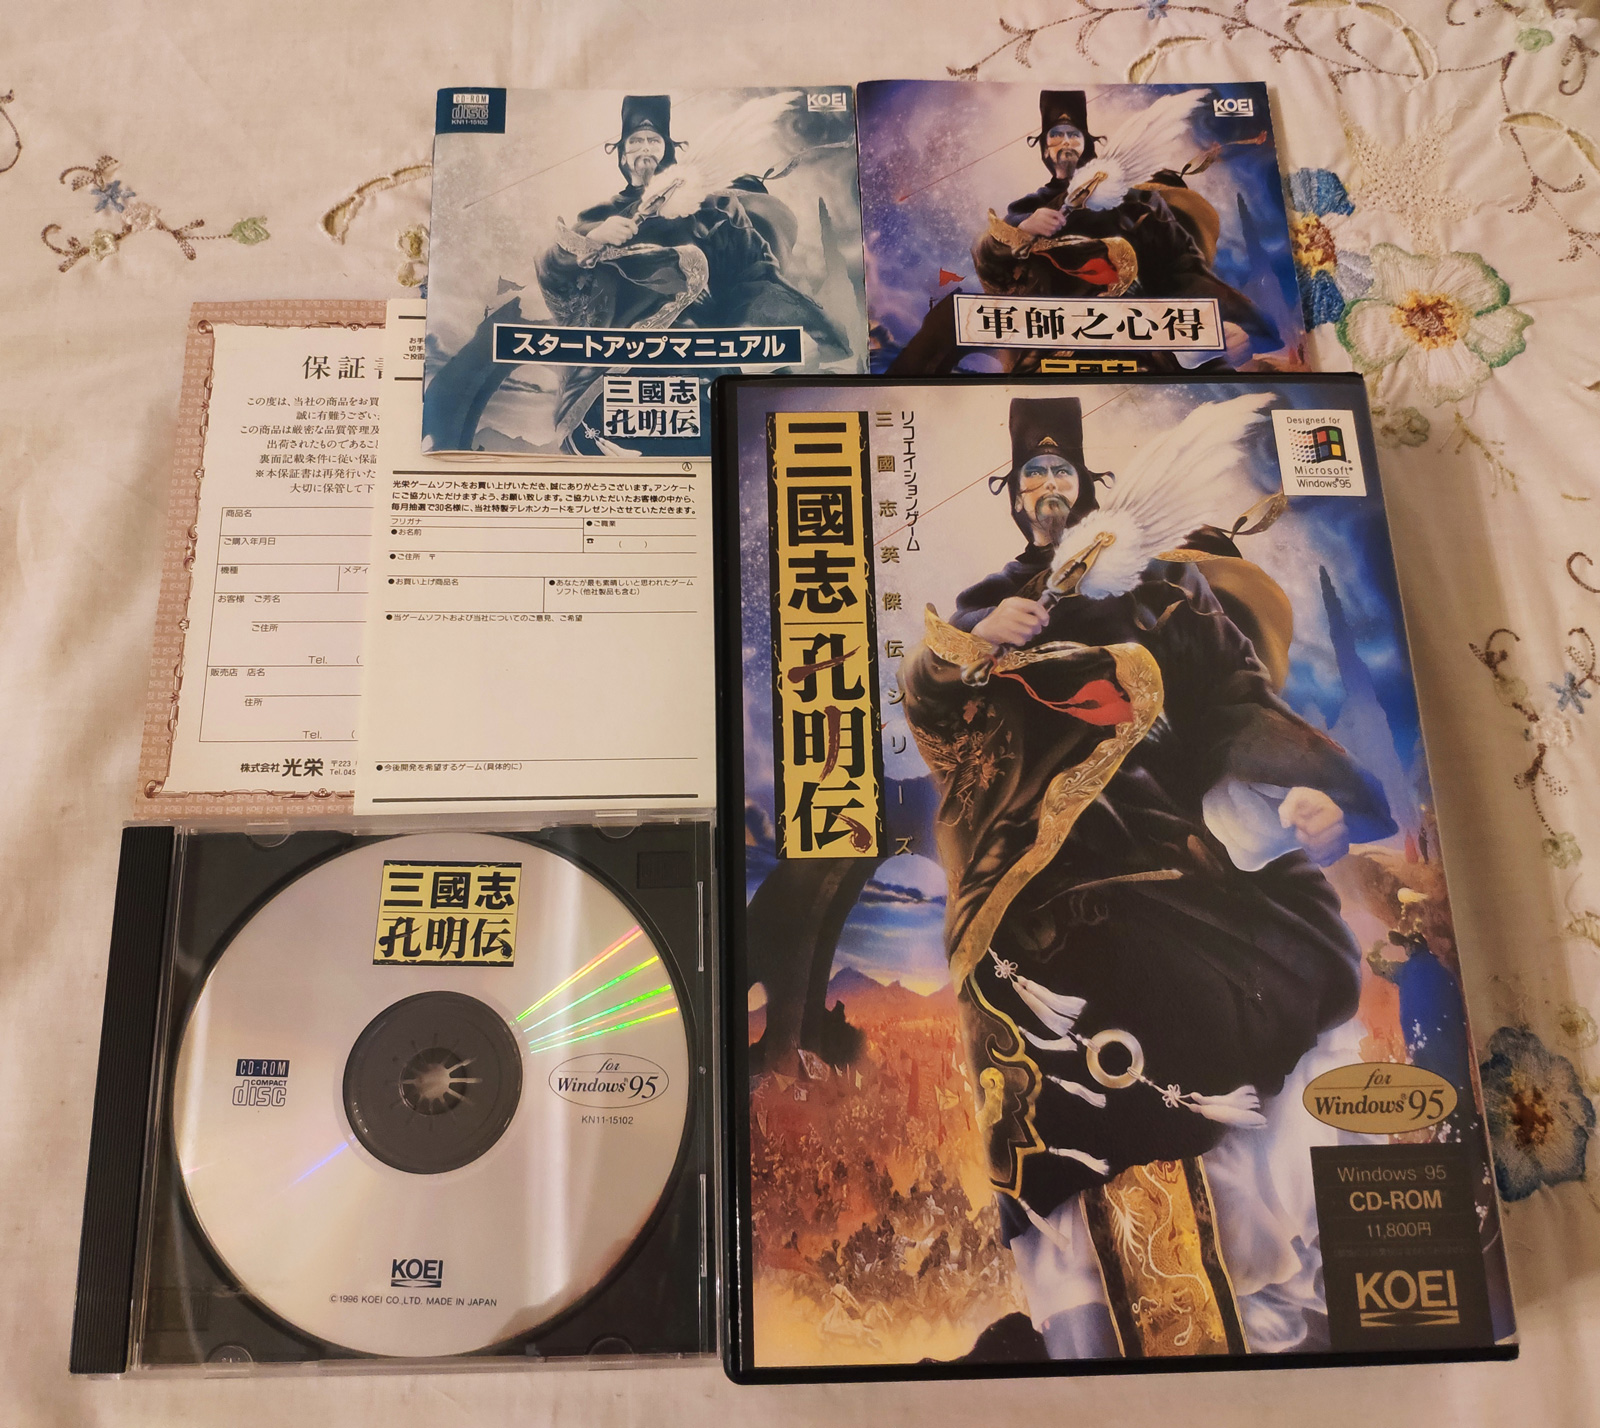 CD-ROM
COMPACT
disc
KN11-15102
KOEI
スタートアップマニュアル
三國志
孔明伝
KOEI
軍師之心得
三國志
保証書
この度は、当社の商品をお買
誠に有難うござい
この商品は厳密な品質管理及
出荷されたものであるこ
裏面記載条件に従い保証
※本保証書は再発行いた
大切に保管して下
商品名
ご購入年月日
機種
メディ
お客様 ご芳名
ご住所
Tel. (
販売店 店名
住所
Tel. (
株式会社 光栄
〒223
Tel.045
お手
切手
ご投函
Ⓐ
光栄ゲームソフトをお買い上げいただき、誠にありがとうございます。アンケート
にご協力いただけますよう、お願い致します。ご協力いただいたお客様の中から、
毎月抽選で30名様に、当社特製テレホンカードをプレゼントさせていただきます。
フリガナ
●お名前
●ご職業
☎ ( )
●ご住所 〒
●お買い上げ商品名
●あなたが最も素晴しいと思われたゲーム
ソフト(他社製品も含む)
●当ゲームソフトおよび当社についてのご意見、ご希望
●今後開発を希望するゲーム(具体的に)
三國志
孔明伝
CD-ROM
COMPACT
disc
for
Windows®95
KN11-15102
KOEI
©1996 KOEI CO.,LTD. MADE IN JAPAN
三國志
孔明伝
リコエイションゲーム
三國志英傑伝シリーズ
Designed for
Microsoft®
Windows®95
for
Windows®95
Windows 95
CD-ROM
11,800円
KOEI